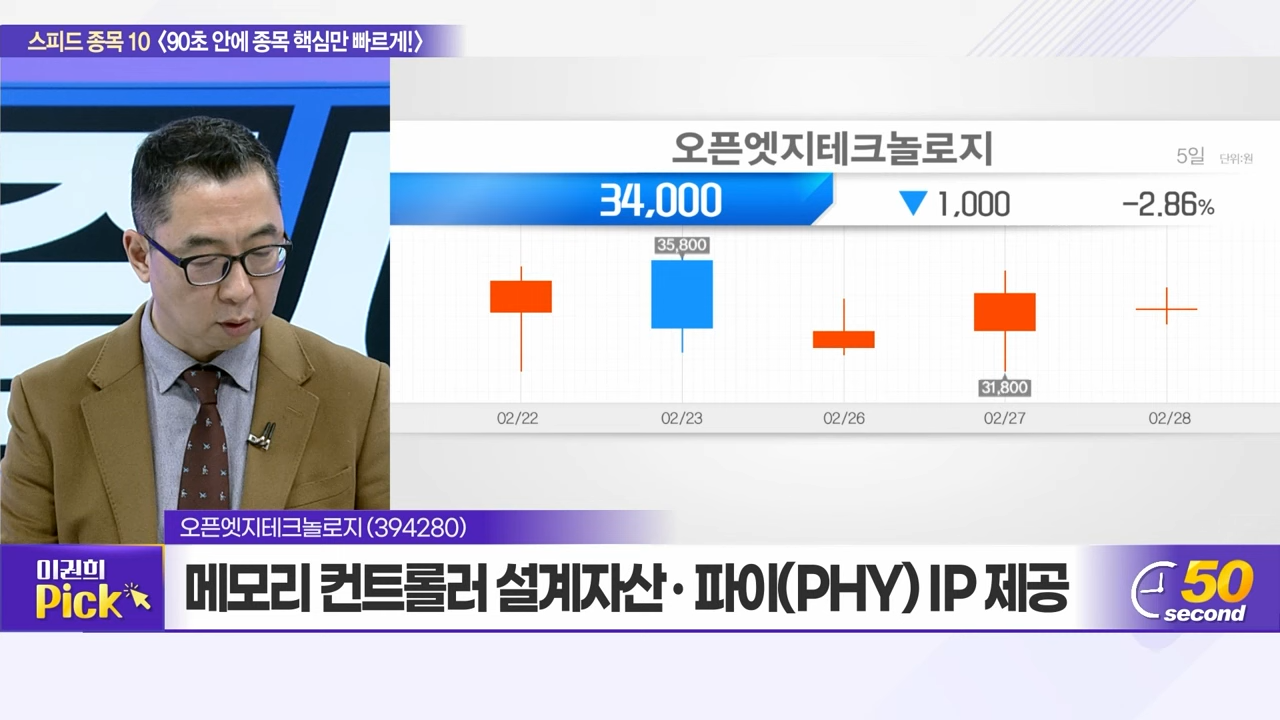 스피드 종목 10 〈90초 안에 종목 핵심만 빠르게!〉
오픈엣지테크놀로지
5일 단위:원
34,000 ▼ 1,000 -2.86%
35,800
31,800
02/22 02/23 02/26 02/27 02/28
오픈엣지테크놀로지 (394280)
이권희
Pick
메모리 컨트롤러 설계자산· 파이(PHY) IP 제공
50
second